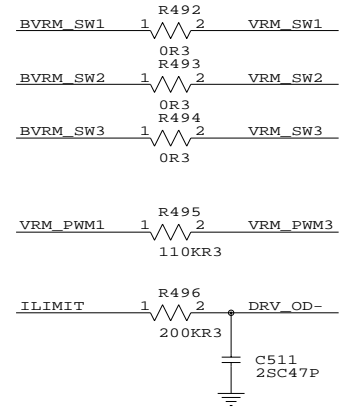 R492
BVRM_SW1 1 2 VRM_SW1
0R3
R493
BVRM_SW2 1 2 VRM_SW2
0R3
R494
BVRM_SW3 1 2 VRM_SW3
0R3
R495
VRM_PWM1 1 2 VRM_PWM3
110KR3
R496
ILIMIT 1 2 DRV_OD-
200KR3
C511
2SC47P